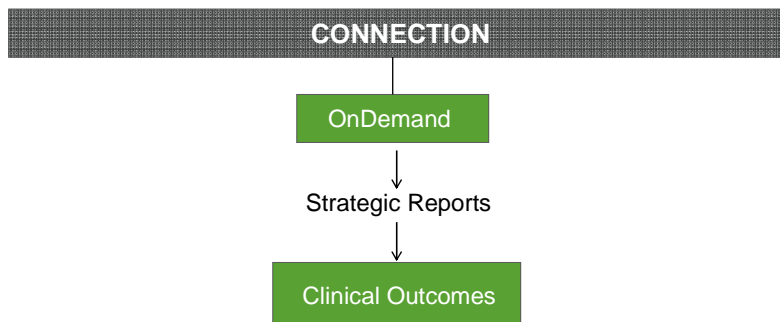 CONNECTION
OnDemand
Strategic Reports
Clinical Outcomes